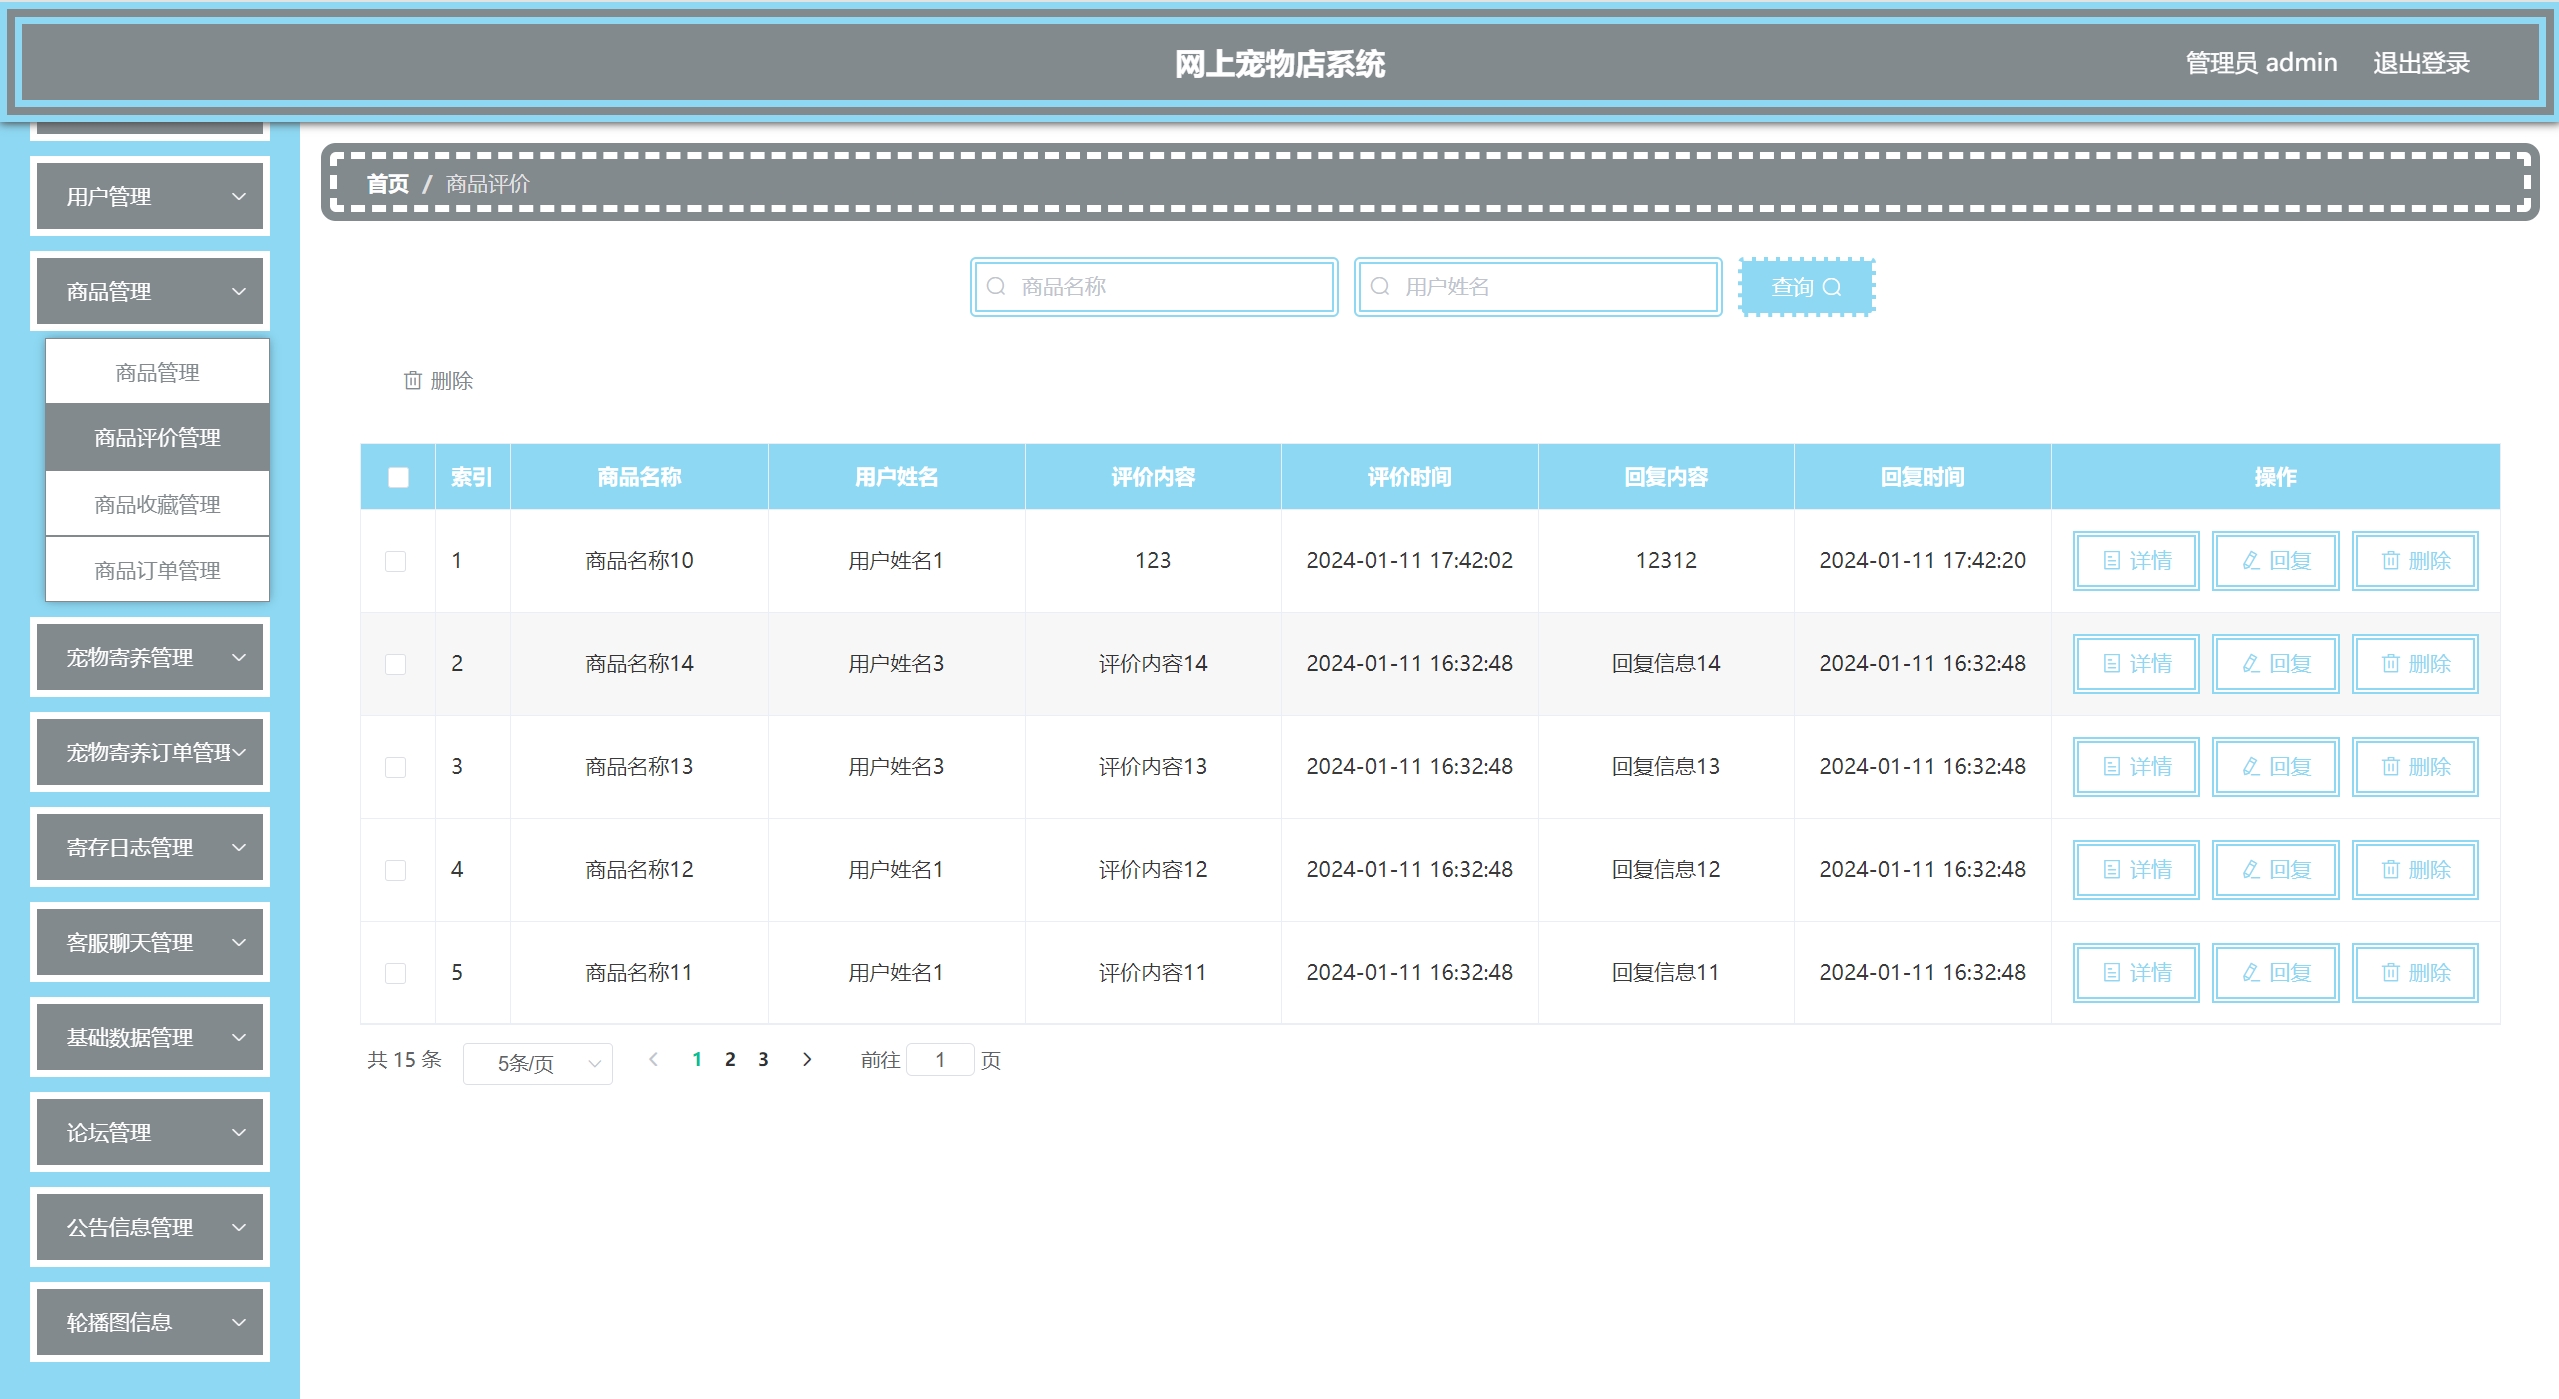 网上宠物店系统
管理员 admin 退出登录
用户管理
商品管理
商品管理
商品评价管理
商品收藏管理
商品订单管理
宠物寄养管理
宠物寄养订单管理
寄存日志管理
客服聊天管理
基础数据管理
论坛管理
公告信息管理
轮播图信息
首页 / 商品评价
商品名称 用户姓名 查询
删除
索引 商品名称 用户姓名 评价内容 评价时间 回复内容 回复时间 操作
1 商品名称10 用户姓名1 123 2024-01-11 17:42:02 12312 2024-01-11 17:42:20 详情 回复 删除
2 商品名称14 用户姓名3 评价内容14 2024-01-11 16:32:48 回复信息14 2024-01-11 16:32:48 详情 回复 删除
3 商品名称13 用户姓名3 评价内容13 2024-01-11 16:32:48 回复信息13 2024-01-11 16:32:48 详情 回复 删除
4 商品名称12 用户姓名1 评价内容12 2024-01-11 16:32:48 回复信息12 2024-01-11 16:32:48 详情 回复 删除
5 商品名称11 用户姓名1 评价内容11 2024-01-11 16:32:48 回复信息11 2024-01-11 16:32:48 详情 回复 删除
共 15 条 5条/页 1 2 3 前往 1 页